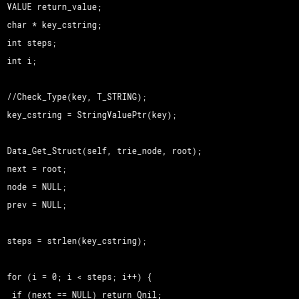 VALUE return_value;
char * key_cstring;
int steps;
int i;
//Check_Type(key, T_STRING);
key_cstring = StringValuePtr(key);
Data_Get_Struct(self, trie_node, root);
next = root;
node = NULL;
prev = NULL;
steps = strlen(key_cstring);
for (i = 0; i < steps; i++) {
if (next == NULL) return Qnil;